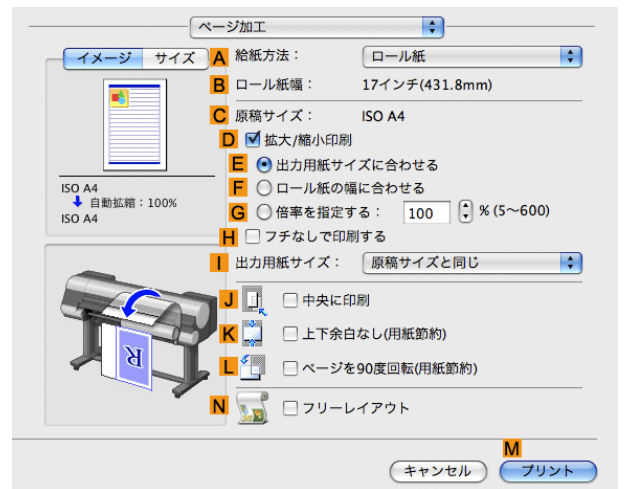 ページ加工
イメージ サイズ
A 給紙方法： ロール紙
B ロール紙幅： 17インチ(431.8mm)
C 原稿サイズ： ISO A4
D 拡大/縮小印刷
E 出力用紙サイズに合わせる
F ロール紙の幅に合わせる
G 倍率を指定する： 100 % (5～600)
H フチなしで印刷する
ISO A4
自動拡縮：100%
ISO A4
I 出力用紙サイズ： 原稿サイズと同じ
J 中央に印刷
K 上下余白なし(用紙節約)
L ページを90度回転(用紙節約)
N フリーレイアウト
R
M
キャンセル プリント